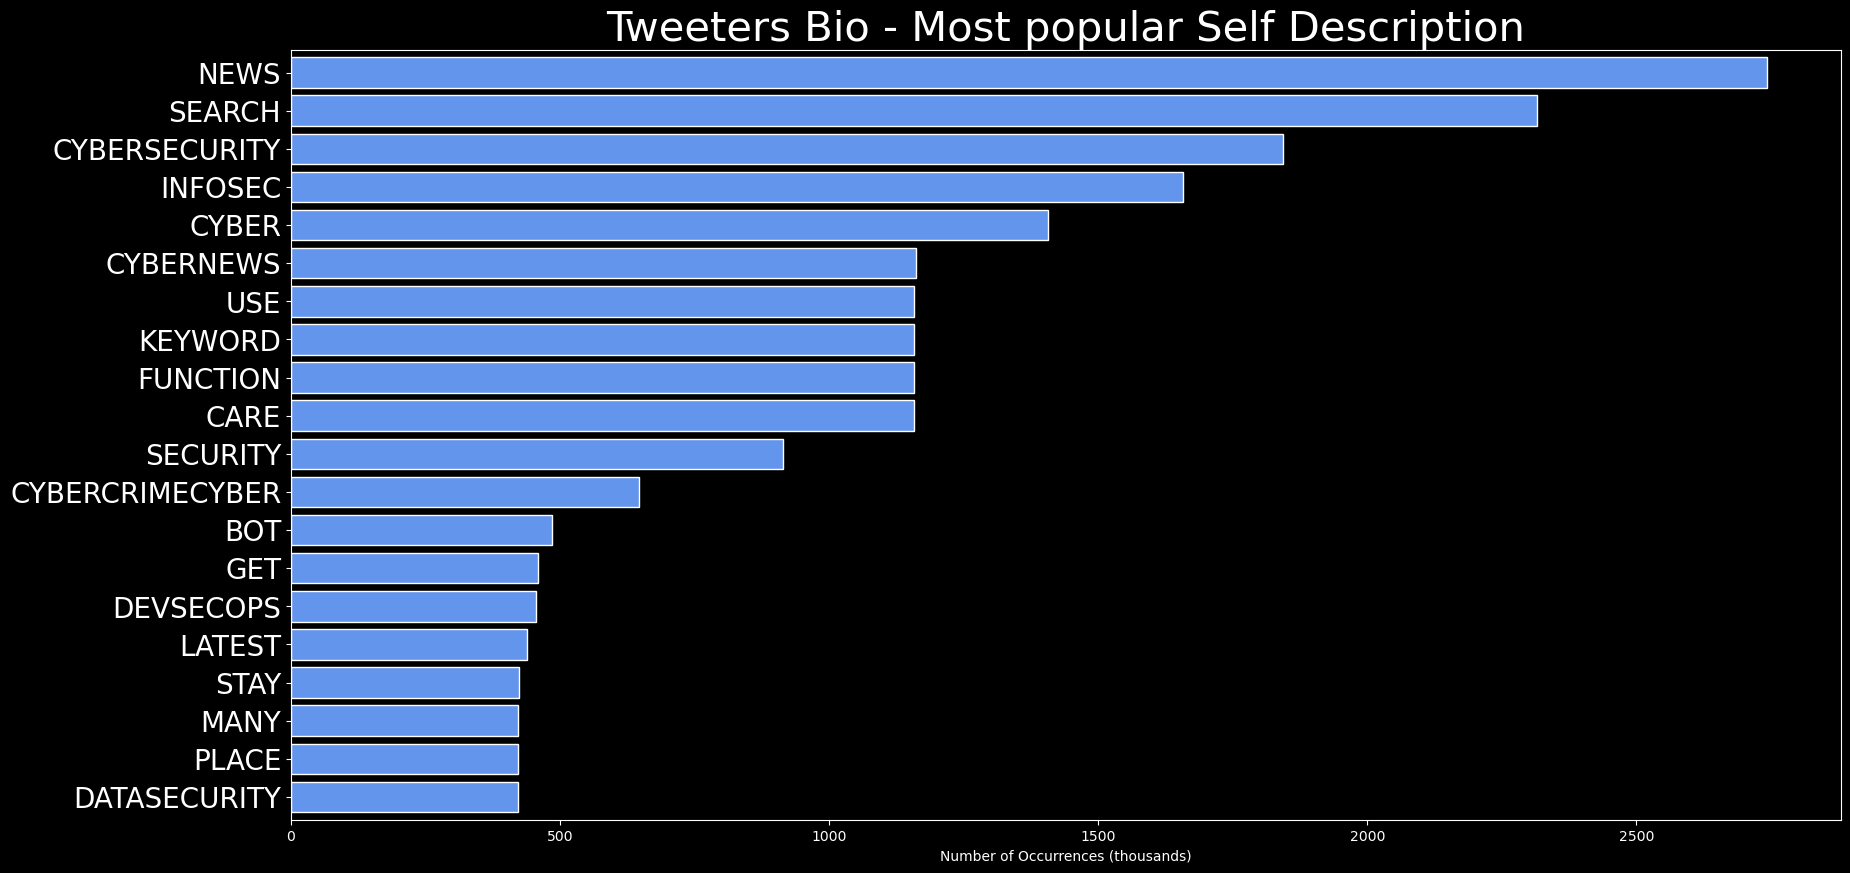 Tweeters Bio - Most popular Self Description
NEWS
SEARCH
CYBERSECURITY
INFOSEC
CYBER
CYBERNEWS
USE
KEYWORD
FUNCTION
CARE
SECURITY
CYBERCRIMECYBER
BOT
GET
DEVSECOPS
LATEST
STAY
MANY
PLACE
DATASECURITY
0 500 1000 1500 2000 2500
Number of Occurrences (thousands)